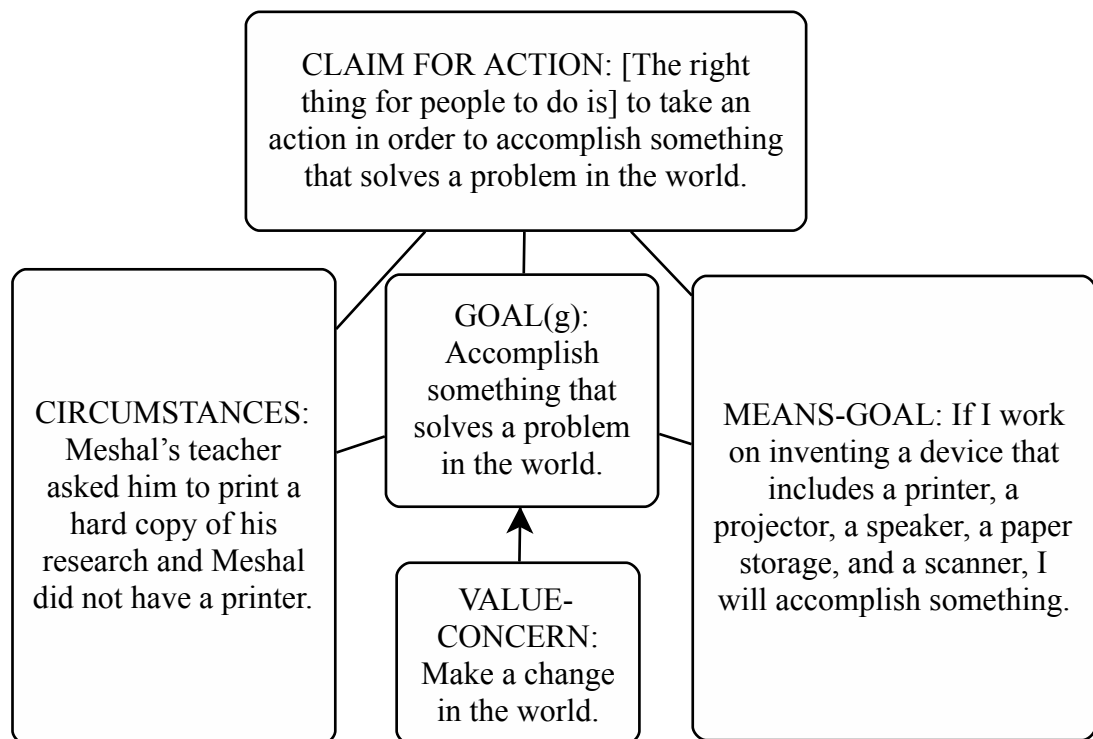 CLAIM FOR ACTION: [The right
thing for people to do is] to take an
action in order to accomplish something
that solves a problem in the world.
CIRCUMSTANCES:
Meshal’s teacher
asked him to print a
hard copy of his
research and Meshal
did not have a printer.
GOAL(g):
Accomplish
something that
solves a problem
in the world.
VALUE-
CONCERN:
Make a change
in the world.
MEANS-GOAL: If I work
on inventing a device that
includes a printer, a
projector, a speaker, a paper
storage, and a scanner, I
will accomplish something.